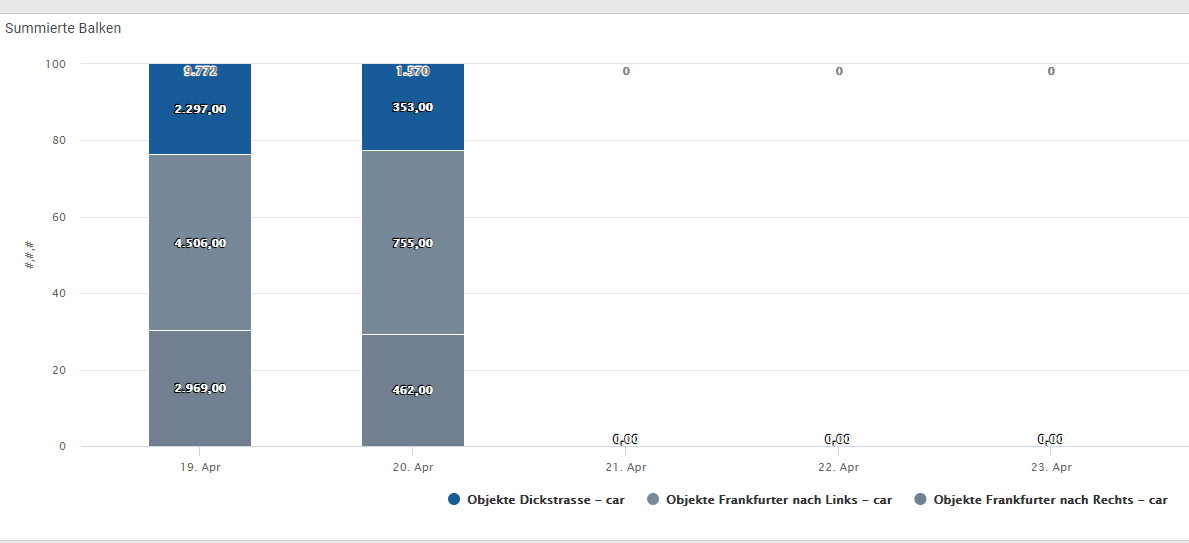 Summierte Balken
100
80
60
40
20
0
#,#,#
9.772
1.570
0
0
0
2.297,00
353,00
4.506,00
755,00
2.969,00
462,00
0,00
0,00
0,00
19. Apr
20. Apr
21. Apr
22. Apr
23. Apr
Objekte Dickstrasse - car
Objekte Frankfurter nach Links - car
Objekte Frankfurter nach Rechts - car